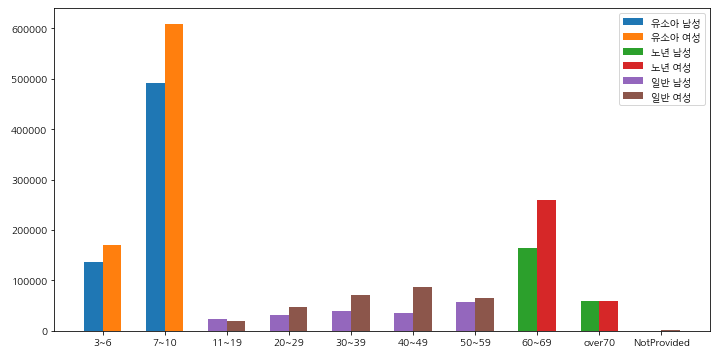 유소아 남성
유소아 여성
노년 남성
노년 여성
일반 남성
일반 여성
600000
500000
400000
300000
200000
100000
0
3~6 7~10 11~19 20~29 30~39 40~49 50~59 60~69 over70 NotProvided